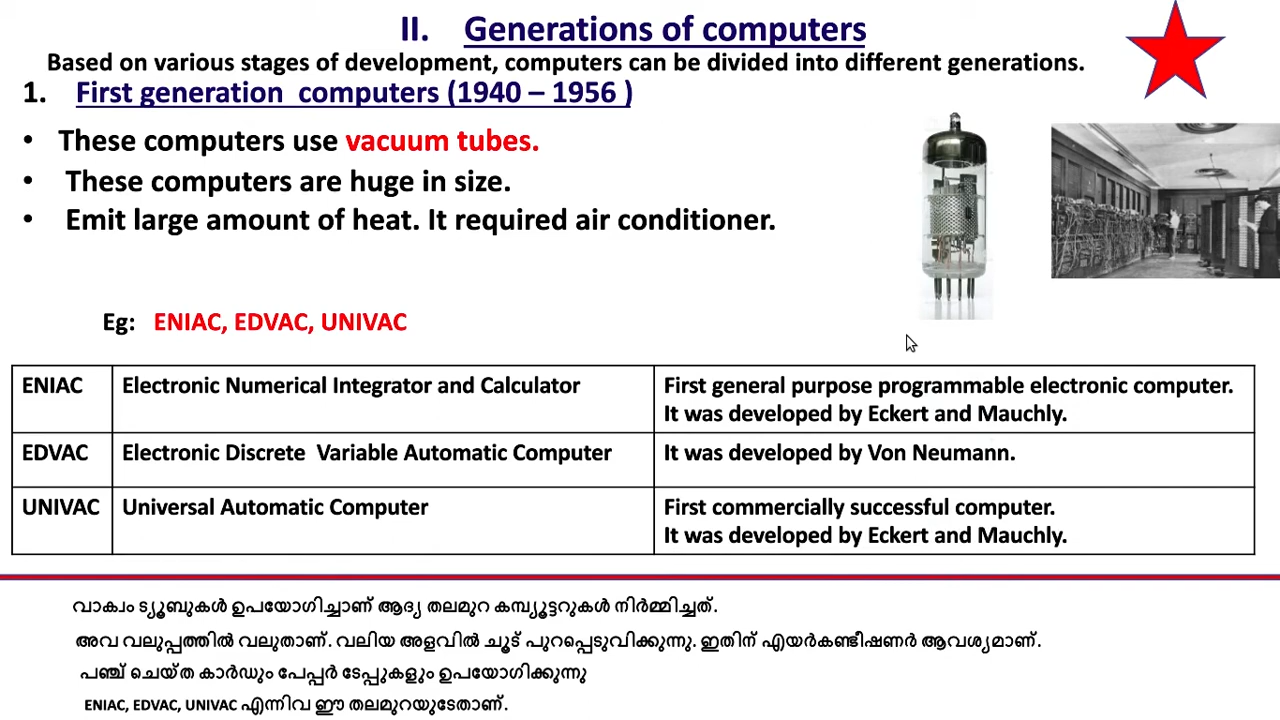 II. Generations of computers
Based on various stages of development, computers can be divided into different generations.
1. First generation computers (1940 – 1956 )
• These computers use vacuum tubes.
• These computers are huge in size.
• Emit large amount of heat. It required air conditioner.
Eg: ENIAC, EDVAC, UNIVAC
ENIAC Electronic Numerical Integrator and Calculator First general purpose programmable electronic computer.
It was developed by Eckert and Mauchly.
EDVAC Electronic Discrete Variable Automatic Computer It was developed by Von Neumann.
UNIVAC Universal Automatic Computer First commercially successful computer.
It was developed by Eckert and Mauchly.
വാക്വം ട്യൂബുകൾ ഉപയോഗിച്ചാണ് ആദ്യ തലമുറ കമ്പ്യൂട്ടറുകൾ നിർമ്മിച്ചത്.
അവ വലുപ്പത്തിൽ വലുതാണ്. വലിയ അളവിൽ ചൂട് പുറപ്പെടുവിക്കുന്നു. ഇതിന് എയർകണ്ടീഷണർ ആവശ്യമാണ്.
പഞ്ച് ചെയ്ത കാർഡും പേപ്പർ ടേപ്പുകളും ഉപയോഗിക്കുന്നു
ENIAC, EDVAC, UNIVAC എന്നിവ ഈ തലമുറയുടേതാണ്.